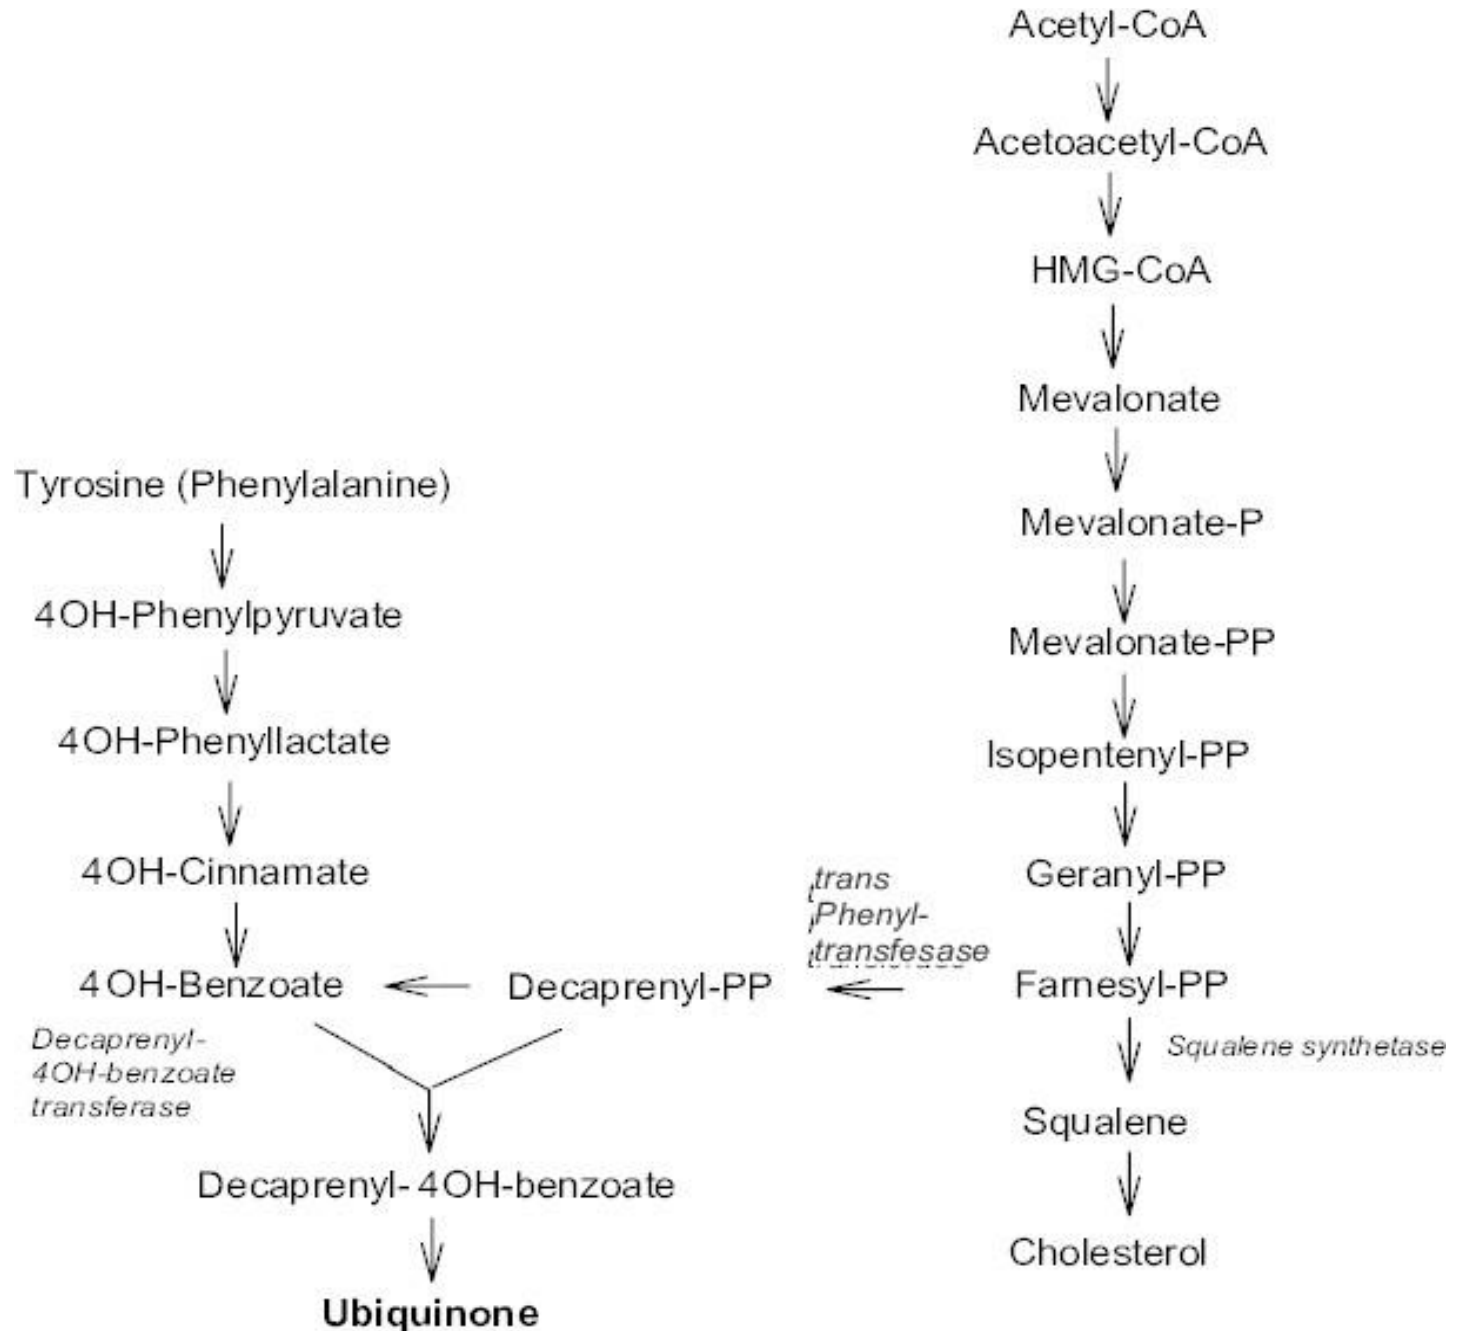 Acetyl-CoA
Acetoacetyl-CoA
HMG-CoA
Mevalonate
Tyrosine (Phenylalanine)
Mevalonate-P
4OH-Phenylpyruvate
Mevalonate-PP
4OH-Phenyllactate
Isopentenyl-PP
4OH-Cinnamate
trans
Phenyl-
transfesase
Geranyl-PP
4OH-Benzoate
Decaprenyl-PP
Farnesyl-PP
Decaprenyl-
4OH-benzoate
transferase
Squalene synthetase
Squalene
Decaprenyl- 4OH-benzoate
Cholesterol
Ubiquinone